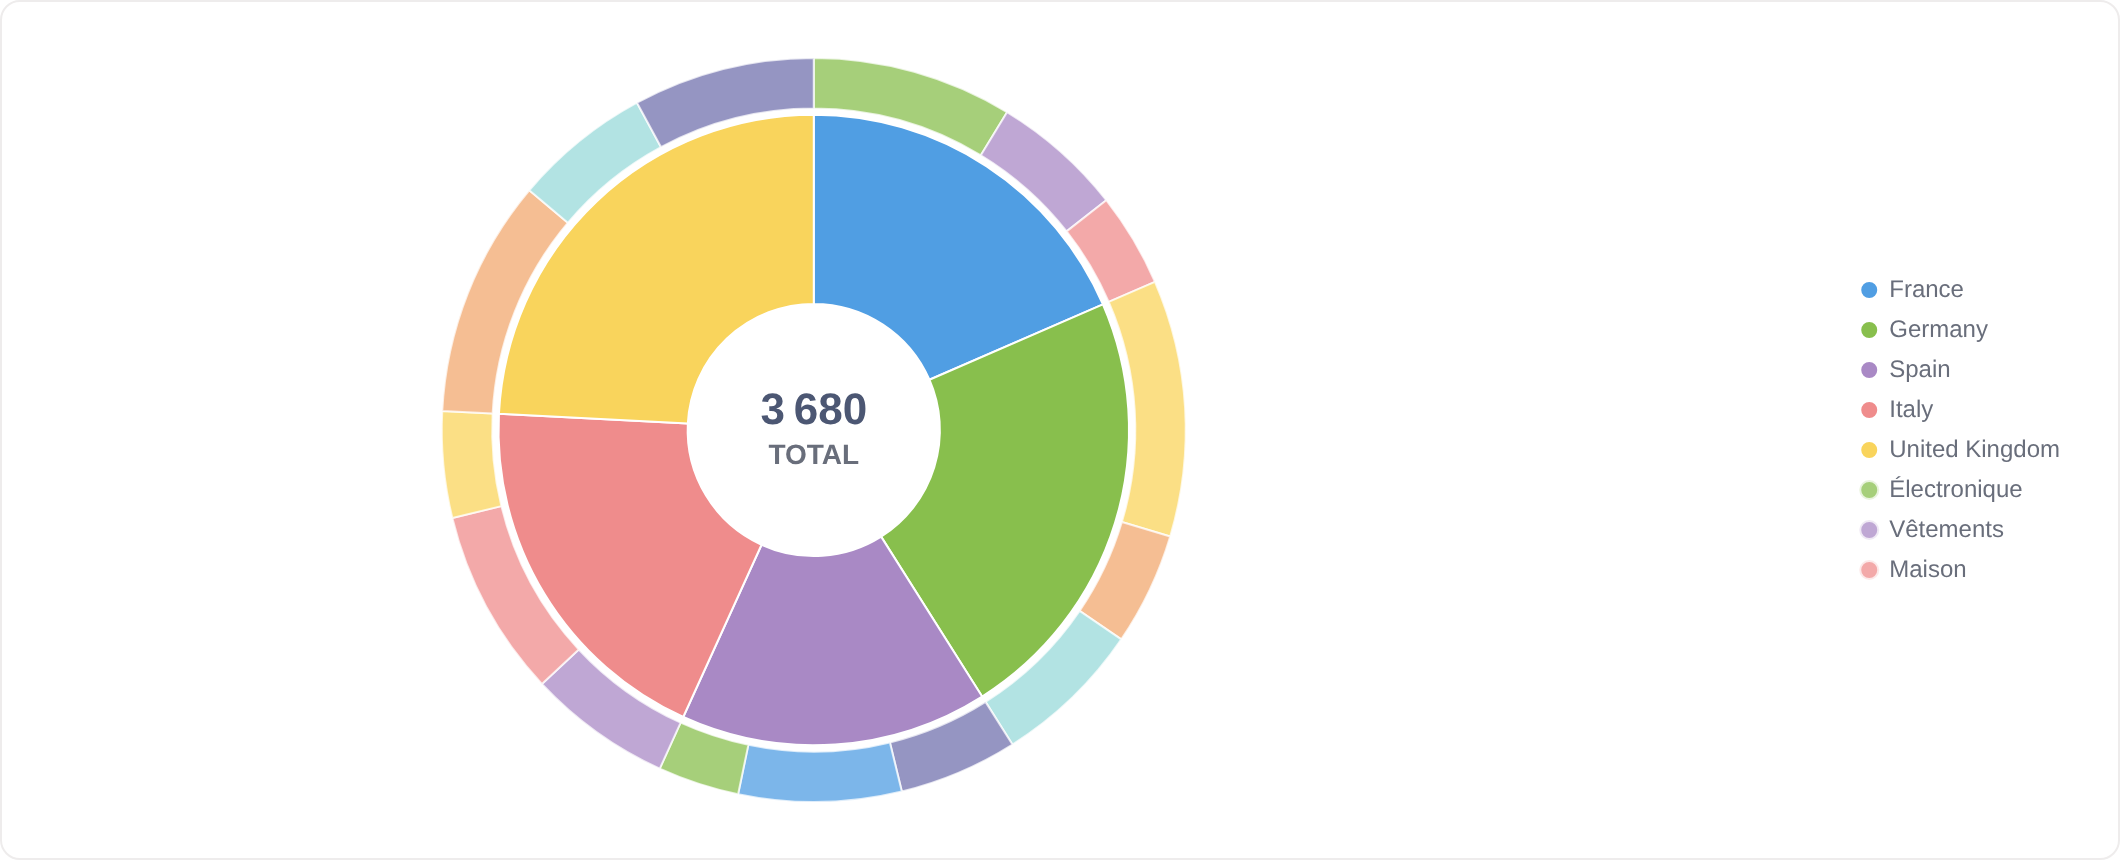 3 680
TOTAL
France
Germany
Spain
Italy
United Kingdom
Électronique
Vêtements
Maison